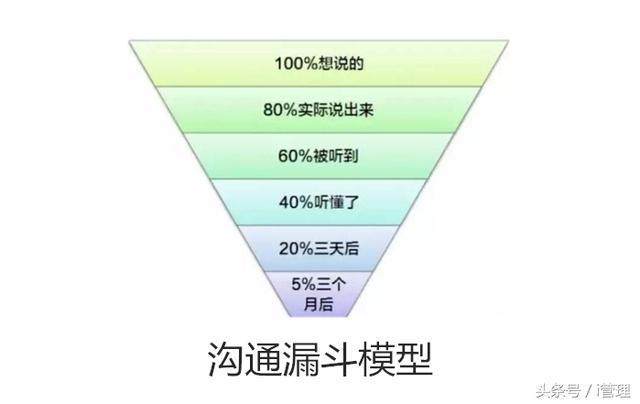 100%想说的
80%实际说出来
60%被听到
40%听懂了
20%三天后
5%三个
月后
沟通漏斗模型
头条号 / i管理